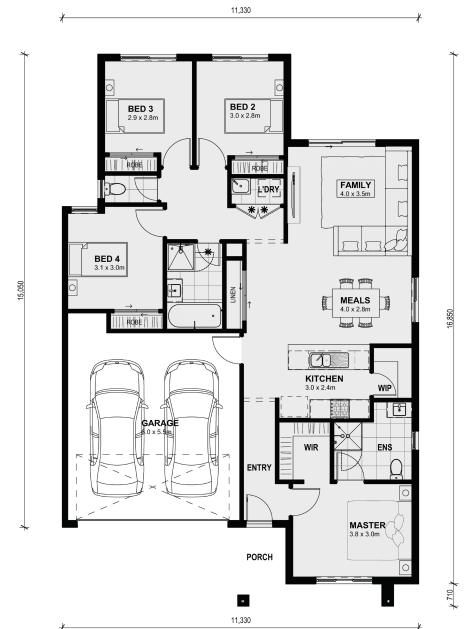 11,330
BED 3
2.9 x 2.8m
BED 2
3.0 x 2.8m
ROBE
ROBE
L'DRY
FAMILY
4.0 x 3.5m
BED 4
3.1 x 3.0m
ROBE
LINEN
MEALS
4.0 x 2.8m
15,050
16,850
KITCHEN
3.0 x 2.4m
WIP
GARAGE
6.0 x 5.5m
WIR
ENS
ENTRY
MASTER
3.8 x 3.0m
PORCH
710
11,330